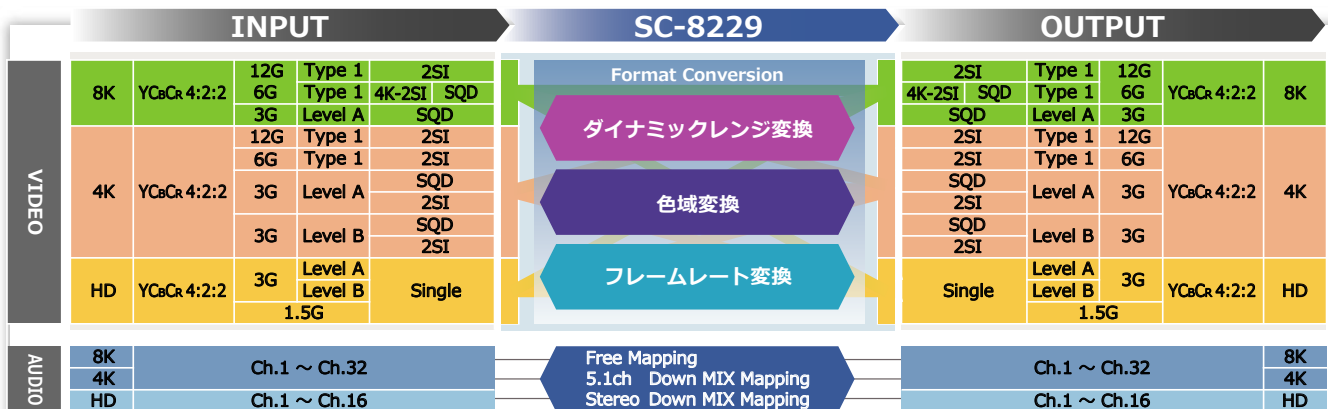 INPUT SC-8229 OUTPUT
VIDEO
8K YCBCR 4:2:2 12G Type 1 2SI
6G Type 1 4K-2SI SQD
3G Level A SQD
4K YCBCR 4:2:2 12G Type 1 2SI
6G Type 1 2SI
3G Level A SQD
2SI
3G Level B SQD
2SI
HD YCBCR 4:2:2 3G Level A Single
Level B
1.5G
Format Conversion
ダイナミックレンジ変換
色域変換
フレームレート変換
2SI Type 1 12G YCBCR 4:2:2 8K
4K-2SI SQD Type 1 6G
SQD Level A 3G
2SI Type 1 12G YCBCR 4:2:2 4K
2SI Type 1 6G
SQD Level A 3G
2SI
SQD Level B 3G
2SI
Single Level A 3G YCBCR 4:2:2 HD
Level B
1.5G
AUDIO
8K Ch.1 ～ Ch.32
4K
HD Ch.1 ～ Ch.16
Free Mapping
5.1ch Down MIX Mapping
Stereo Down MIX Mapping
Ch.1 ～ Ch.32 8K
4K
Ch.1 ～ Ch.16 HD